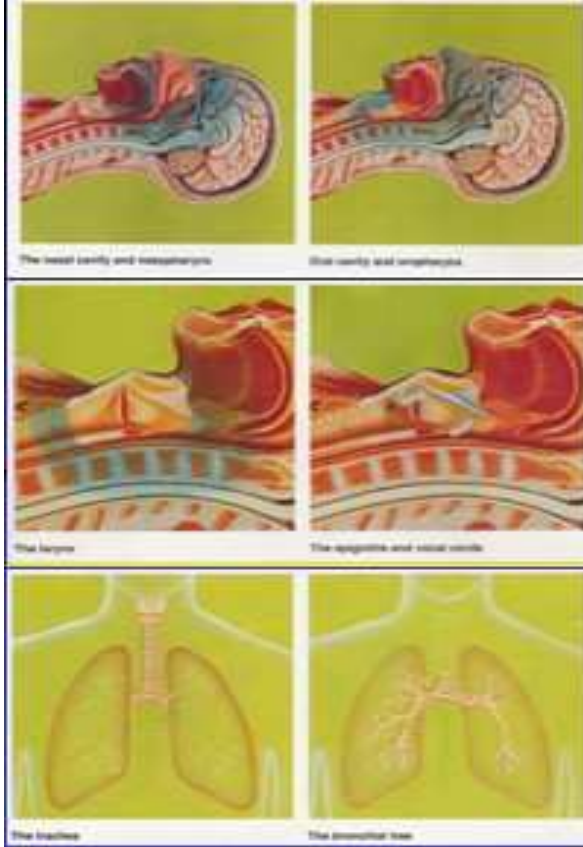 The nasal cavity and nasopharynx
Oral cavity and oropharynx
The larynx
The epiglottis and vocal cords
The trachea
The bronchial tree